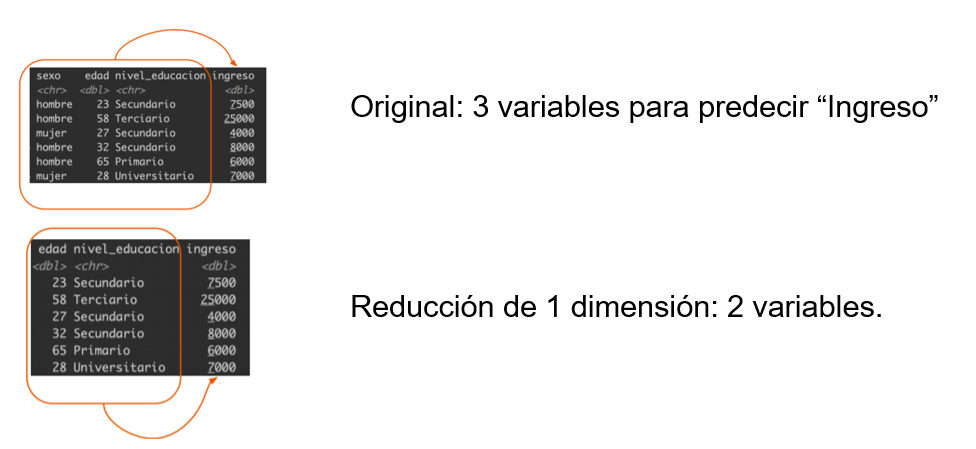 sexo edad nivel_educacion ingreso
<chr> <dbl> <chr> <dbl>
hombre 23 Secundario 7500
hombre 58 Terciario 25000
mujer 27 Secundario 4000
hombre 32 Secundario 8000
hombre 65 Primario 6000
mujer 28 Universitario 7000
Original: 3 variables para predecir “Ingreso”
edad nivel_educacion ingreso
<dbl> <chr> <dbl>
23 Secundario 7500
58 Terciario 25000
27 Secundario 4000
32 Secundario 8000
65 Primario 6000
28 Universitario 7000
Reducción de 1 dimensión: 2 variables.